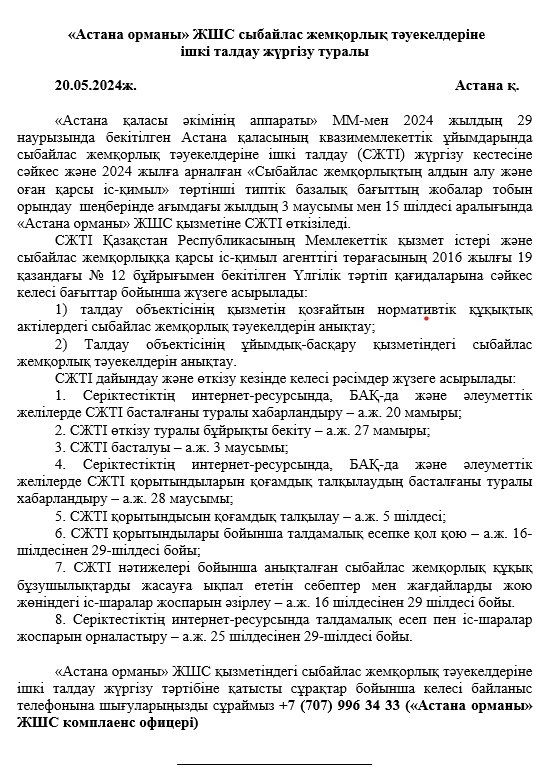 «Астана орманы» ЖШС сыбайлас жемқорлық тәуекелдеріне
ішкі талдау жүргізу туралы
20.05.2024ж. Астана қ.
«Астана қаласы әкімінің аппараты» ММ-мен 2024 жылдың 29
наурызында бекітілген Астана қаласының квазимемлекеттік ұйымдарында
сыбайлас жемқорлық тәуекелдеріне ішкі талдау (СЖТІ) жүргізу кестесіне
сәйкес және 2024 жылға арналған «Сыбайлас жемқорлықтың алдын алу және
оған қарсы іс-қимыл» төртінші типтік базалық бағыттың жобалар тобын
орындау шеңберінде ағымдағы жылдың 3 маусымы мен 15 шілдесі аралығында
«Астана орманы» ЖШС қызметіне СЖТІ өткізіледі.
СЖТІ Қазақстан Республикасының Мемлекеттік қызмет істері және
сыбайлас жемқорлыққа қарсы іс-қимыл агенттігі төрағасының 2016 жылғы 19
қазандағы № 12 бұйрығымен бекітілген Үлгілік тәртіп қағидаларына сәйкес
келесі бағыттар бойынша жүзеге асырылады:
1) талдау объектісінің қызметін қозғайтын нормативтік құқықтық
актілердегі сыбайлас жемқорлық тәуекелдерін анықтау;
2) Талдау объектісінің ұйымдық-басқару қызметіндегі сыбайлас
жемқорлық тәуекелдерін анықтау.
СЖТІ дайындау және өткізу кезінде келесі рәсімдер жүзеге асырылады:
1. Серіктестіктің интернет-ресурсында, БАҚ-да және әлеуметтік
желілерде СЖТІ басталғаны туралы хабарландыру – а.ж. 20 мамыры;
2. СЖТІ өткізу туралы бұйрықты бекіту – а.ж. 27 мамыры;
3. СЖТІ басталуы – а.ж. 3 маусымы;
4. Серіктестіктің интернет-ресурсында, БАҚ-да және әлеуметтік
желілерде СЖТІ қорытындыларын қоғамдық талқылаудың басталғаны туралы
хабарландыру – а.ж. 28 маусымы;
5. СЖТІ қорытындысын қоғамдық талқылау – а.ж. 5 шілдесі;
6. СЖТІ қорытындылары бойынша талдамалық есепке қол қою – а.ж. 16-
шілдесінен 29-шілдесі бойы;
7. СЖТІ нәтижелері бойынша анықталған сыбайлас жемқорлық құқық
бұзушылықтарды жасауға ықпал ететін себептер мен жағдайларды жою
жөніндегі іс-шаралар жоспарын әзірлеу – а.ж. 16 шілдесінен 29 шілдесі бойы.
8. Серіктестіктің интернет-ресурсында талдамалық есеп пен іс-шаралар
жоспарын орналастыру – а.ж. 25 шілдесінен 29-шілдесі бойы.
«Астана орманы» ЖШС қызметіндегі сыбайлас жемқорлық тәуекелдеріне
ішкі талдау жүргізу тәртібіне қатысты сұрақтар бойынша келесі байланыс
телефонына шығуларыңызды сұраймыз +7 (707) 996 34 33 («Астана орманы»
ЖШС комплаенс офицері)